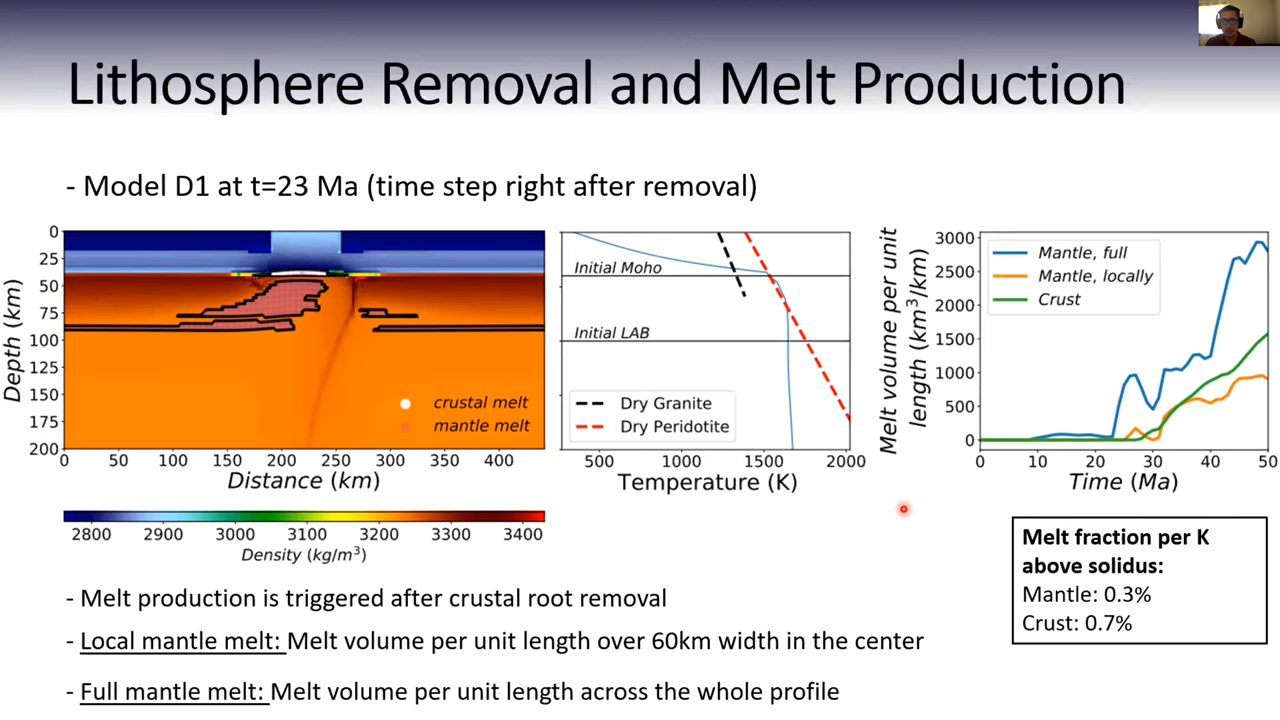 Lithosphere Removal and Melt Production
- Model D1 at t=23 Ma (time step right after removal)
0
25
50
75
100
125
150
175
200
Depth (km)
crustal melt
mantle melt
0 50 100 150 200 250 300 350 400
Distance (km)
2800 2900 3000 3100 3200 3300 3400
Density (kg/m³)
Initial Moho
Initial LAB
Dry Granite
Dry Peridotite
500 1000 1500 2000
Temperature (K)
Melt volume per unit
length (km³/km)
3000
2500
2000
1500
1000
500
0
Mantle, full
Mantle, locally
Crust
0 10 20 30 40 50
Time (Ma)
Melt fraction per K
above solidus:
Mantle: 0.3%
Crust: 0.7%
- Melt production is triggered after crustal root removal
- Local mantle melt: Melt volume per unit length over 60km width in the center
- Full mantle melt: Melt volume per unit length across the whole profile